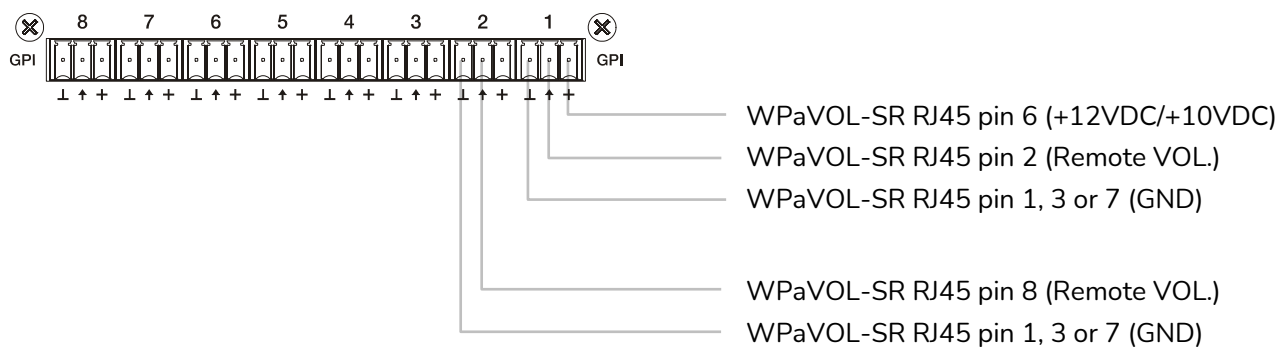 8 7 6 5 4 3 2 1
GPI GPI
⊥ ↑ + ⊥ ↑ + ⊥ ↑ + ⊥ ↑ + ⊥ ↑ + ⊥ ↑ + ⊥ ↑ + ⊥ ↑ +
WPaVOL-SR RJ45 pin 6 (+12VDC/+10VDC)
WPaVOL-SR RJ45 pin 2 (Remote VOL.)
WPaVOL-SR RJ45 pin 1, 3 or 7 (GND)
WPaVOL-SR RJ45 pin 8 (Remote VOL.)
WPaVOL-SR RJ45 pin 1, 3 or 7 (GND)